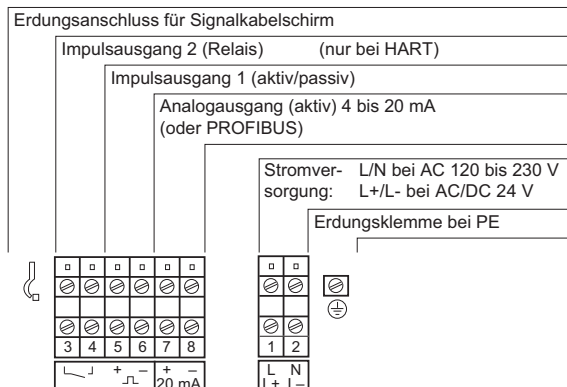 Erdungsanschluss für Signalkabelschirm
Impulsausgang 2 (Relais) (nur bei HART)
Impulsausgang 1 (aktiv/passiv)
Analogausgang (aktiv) 4 bis 20 mA
(oder PROFIBUS)
Stromver- L/N bei AC 120 bis 230 V
sorgung: L+/L- bei AC/DC 24 V
Erdungsklemme bei PE
3 4 5 6 7 8 1 2
+ – + – L N
20 mA L+ L–